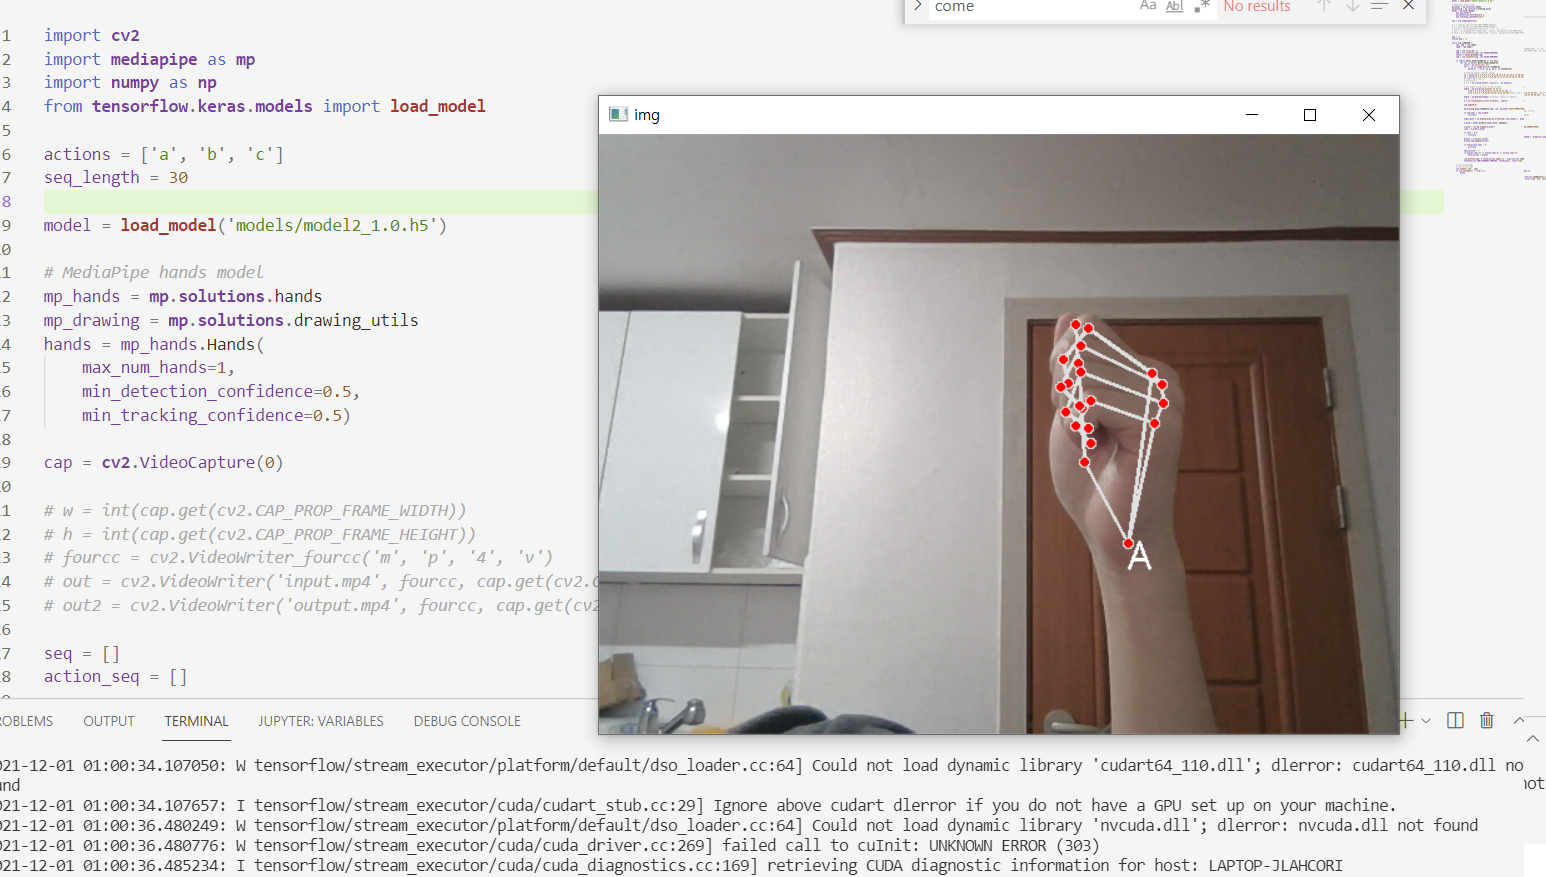 come Aa Abl .* No results
1 import cv2
2 import mediapipe as mp
3 import numpy as np
4 from tensorflow.keras.models import load_model
5
6 actions = ['a', 'b', 'c']
7 seq_length = 30
8
9 model = load_model('models/model2_1.0.h5')
0
1 # MediaPipe hands model
2 mp_hands = mp.solutions.hands
3 mp_drawing = mp.solutions.drawing_utils
4 hands = mp_hands.Hands(
5 max_num_hands=1,
6 min_detection_confidence=0.5,
7 min_tracking_confidence=0.5)
8
9 cap = cv2.VideoCapture(0)
0
1 # w = int(cap.get(cv2.CAP_PROP_FRAME_WIDTH))
2 # h = int(cap.get(cv2.CAP_PROP_FRAME_HEIGHT))
3 # fourcc = cv2.VideoWriter_fourcc('m', 'p', '4', 'v')
4 # out = cv2.VideoWriter('input.mp4', fourcc, cap.get(cv2.C
5 # out2 = cv2.VideoWriter('output.mp4', fourcc, cap.get(cv2
6
7 seq = []
8 action_seq = []
img
A
ROBLEMS OUTPUT TERMINAL JUPYTER: VARIABLES DEBUG CONSOLE
021-12-01 01:00:34.107050: W tensorflow/stream_executor/platform/default/dso_loader.cc:64] Could not load dynamic library 'cudart64_110.dll'; dlerror: cudart64_110.dll no
und not
021-12-01 01:00:34.107657: I tensorflow/stream_executor/cuda/cudart_stub.cc:29] Ignore above cudart dlerror if you do not have a GPU set up on your machine.
021-12-01 01:00:36.480249: W tensorflow/stream_executor/platform/default/dso_loader.cc:64] Could not load dynamic library 'nvcuda.dll'; dlerror: nvcuda.dll not found
021-12-01 01:00:36.480776: W tensorflow/stream_executor/cuda/cuda_driver.cc:269] failed call to cuInit: UNKNOWN ERROR (303)
021-12-01 01:00:36.485234: I tensorflow/stream_executor/cuda/cuda_diagnostics.cc:169] retrieving CUDA diagnostic information for host: LAPTOP-JLAHCORI